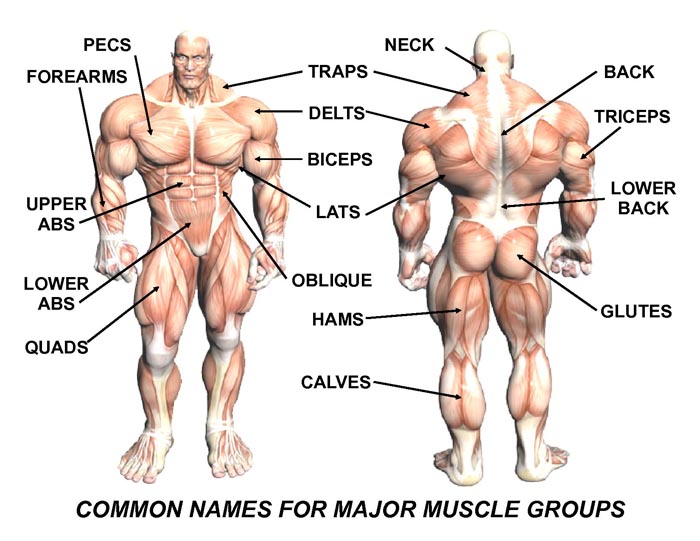 PECS
FOREARMS
UPPER
ABS
LOWER
ABS
QUADS
TRAPS
DELTS
BICEPS
LATS
OBLIQUE
HAMS
CALVES
NECK
BACK
TRICEPS
LOWER
BACK
GLUTES
COMMON NAMES FOR MAJOR MUSCLE GROUPS